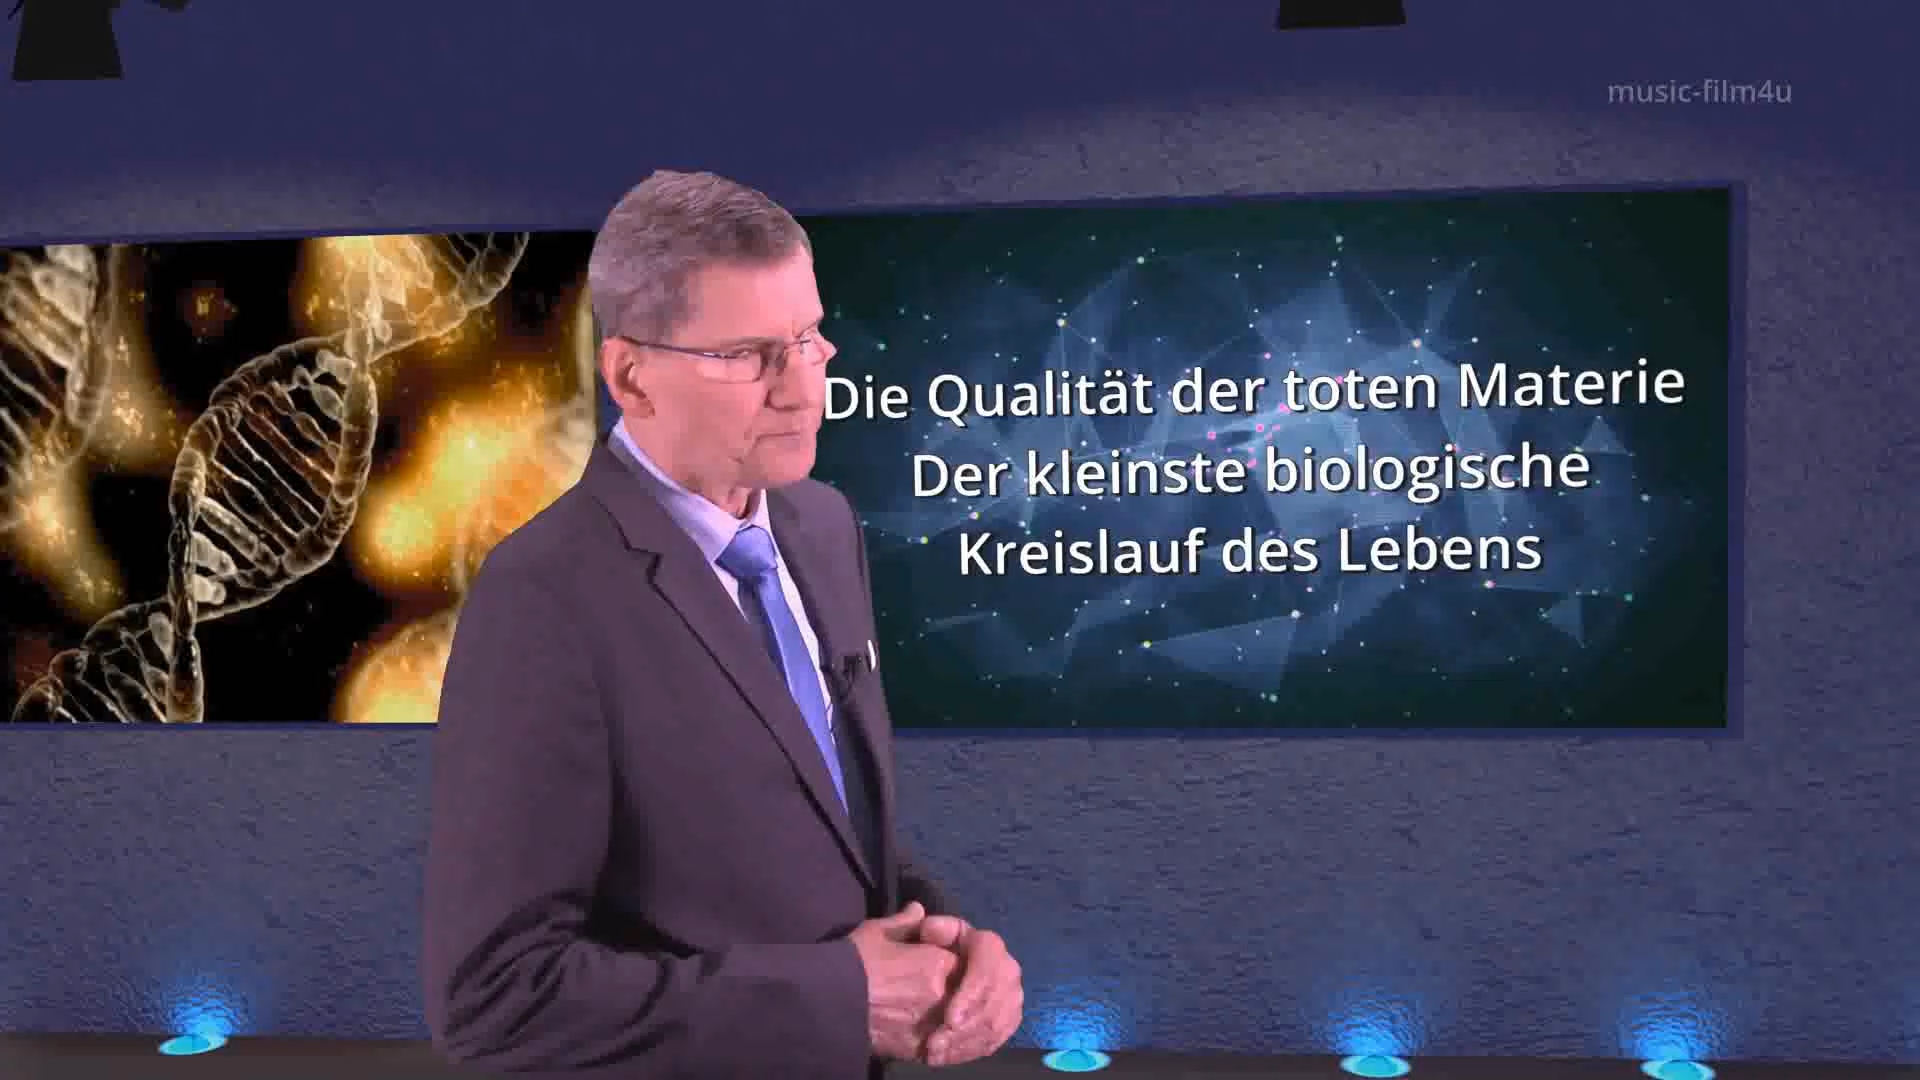 music-film4u
Die Qualität der toten Materie
Der kleinste biologische
Kreislauf des Lebens